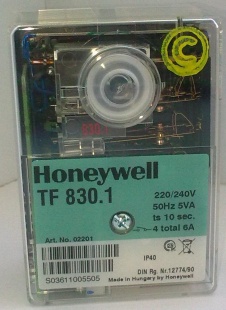 Honeywell
TF 830.1
220/240V
50Hz 5VA
ts 10 sec.
4 total 6A
Art. No. 02201
IP40
DIN Rg. Nr. 12774/90
Made in Hungary by Honeywell
S03611005505